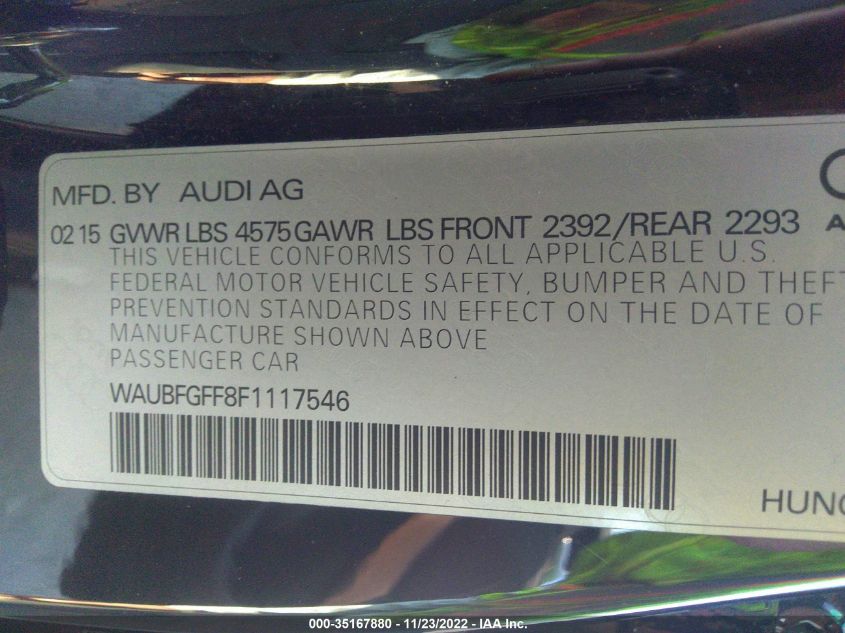 MFD. BY AUDI AG
02 15 GVWR LBS 4575 GAWR LBS FRONT 2392/REAR 2293
THIS VEHICLE CONFORMS TO ALL APPLICABLE U.S.
FEDERAL MOTOR VEHICLE SAFETY, BUMPER AND THEFT
PREVENTION STANDARDS IN EFFECT ON THE DATE OF
MANUFACTURE SHOWN ABOVE
PASSENGER CAR
WAUBFGFF8F1117546
000-35167880 - 11/23/2022 - IAA Inc.